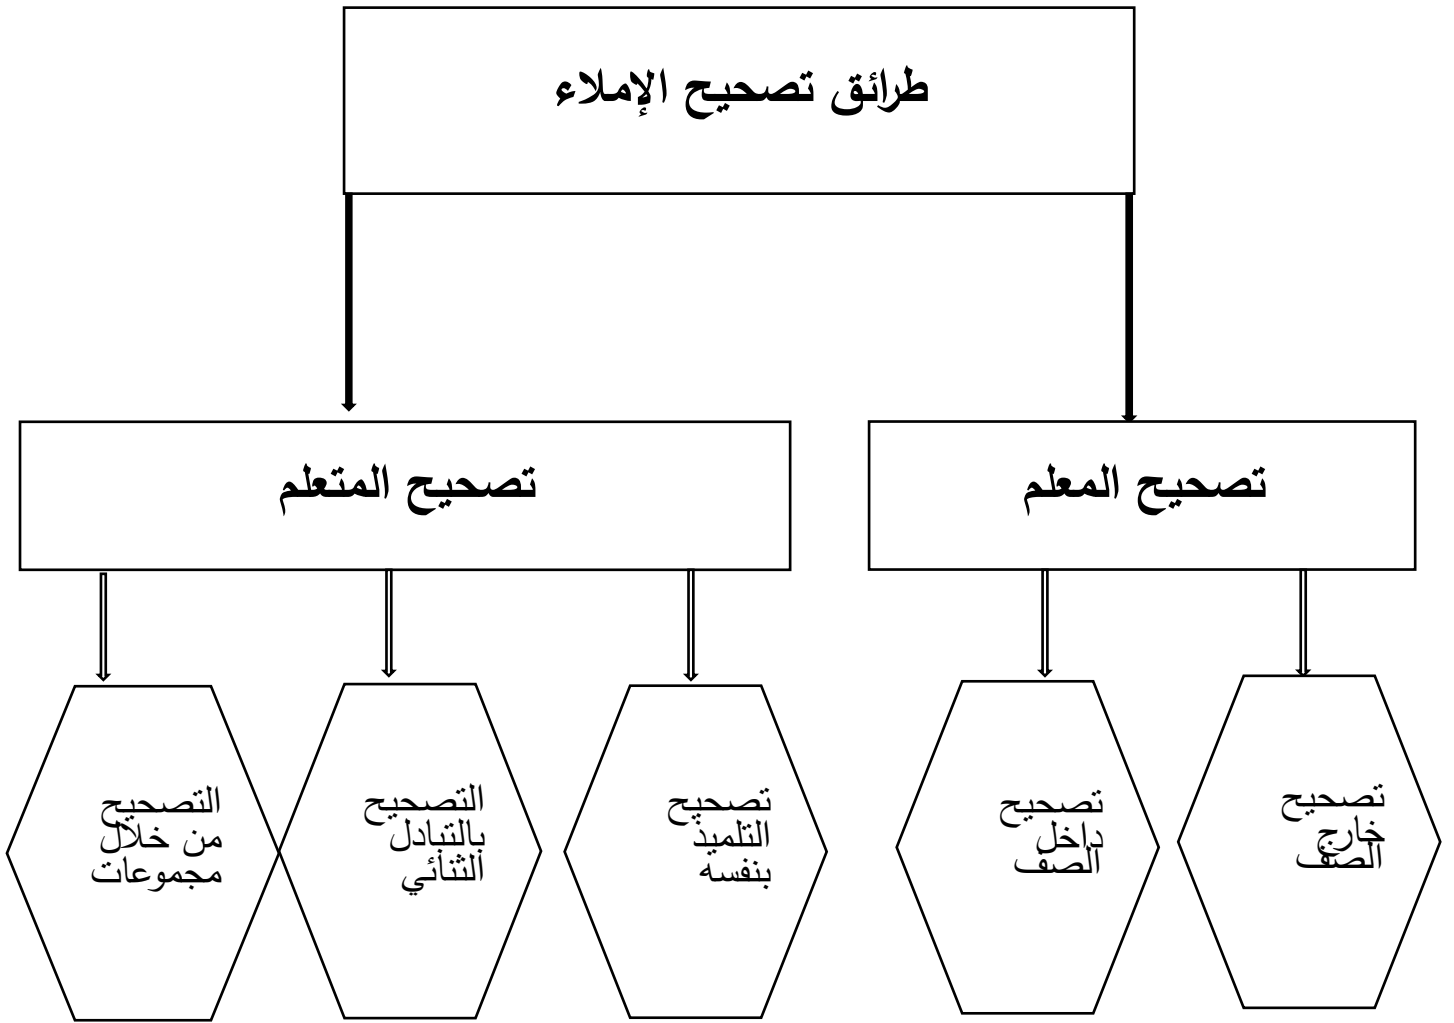 طرائق تصحيح الإملاء
تصحيح المعلم
تصحيح المتعلم
تصحيح
خارج
الصف
تصحيح
داخل
الصف
تصحيح
التلميذ
بنفسه
التصحيح
بالتبادل
الثنائي
التصحيح
من خلال
مجموعات